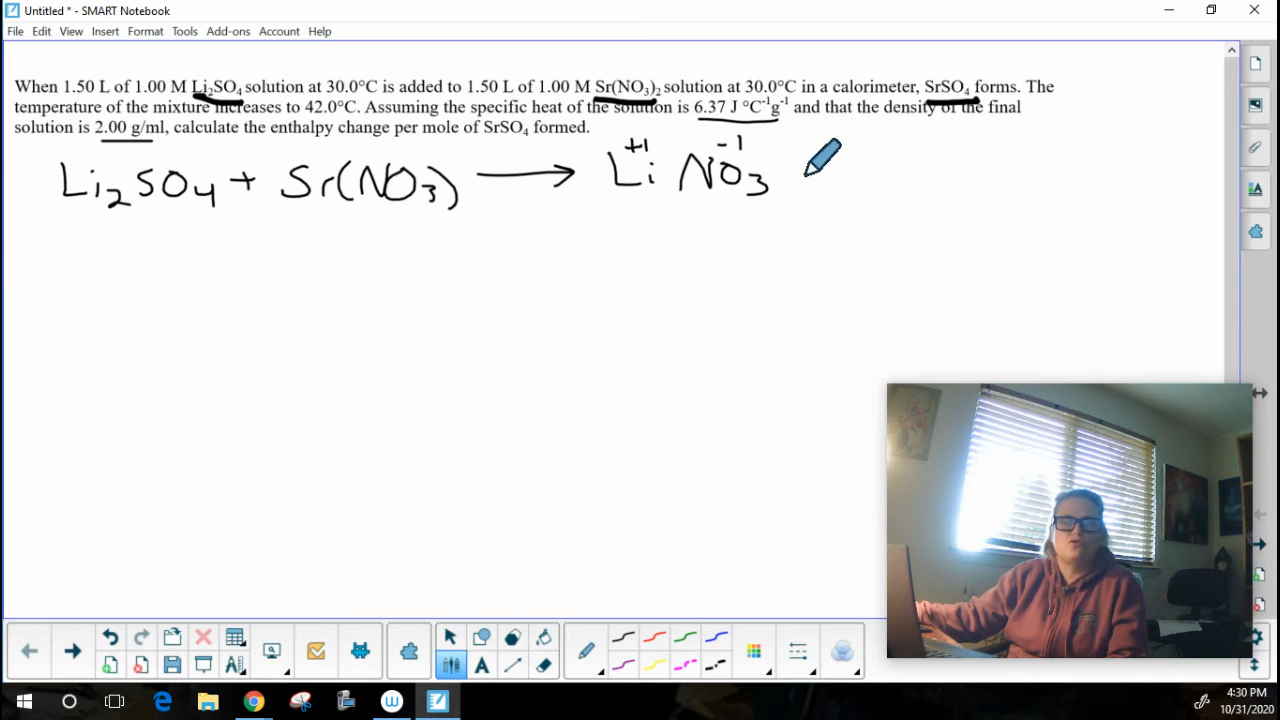 Untitled * - SMART Notebook
File Edit View Insert Format Tools Add-ons Account Help
When 1.50 L of 1.00 M Li₂SO₄ solution at 30.0°C is added to 1.50 L of 1.00 M Sr(NO₃)₂ solution at 30.0°C in a calorimeter, SrSO₄ forms. The
temperature of the mixture increases to 42.0°C. Assuming the specific heat of the solution is 6.37 J °C⁻¹g⁻¹ and that the density of the final
solution is 2.00 g/ml, calculate the enthalpy change per mole of SrSO₄ formed.
+1 -1
Li₂SO₄ + Sr(NO₃) ⟶ Li NO₃
4:30 PM
10/31/2020